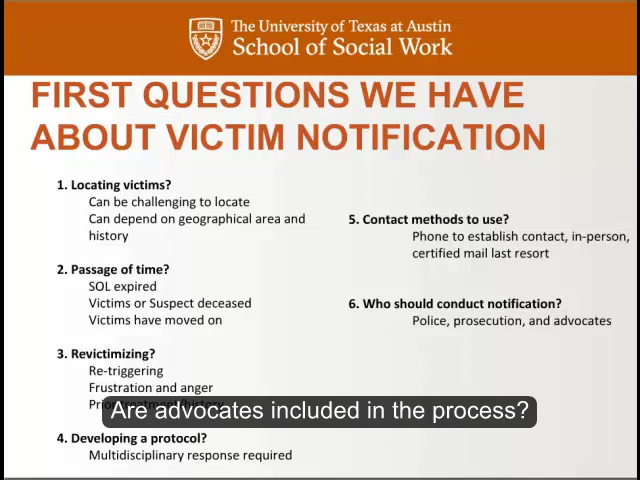 The University of Texas at Austin
School of Social Work
FIRST QUESTIONS WE HAVE
ABOUT VICTIM NOTIFICATION
1. Locating victims?
Can be challenging to locate
Can depend on geographical area and
history
2. Passage of time?
SOL expired
Victims or Suspect deceased
Victims have moved on
3. Revictimizing?
Re-triggering
Frustration and anger
Prior treatment/history
4. Developing a protocol?
Multidisciplinary response required
5. Contact methods to use?
Phone to establish contact, in-person,
certified mail last resort
6. Who should conduct notification?
Police, prosecution, and advocates
Are advocates included in the process?